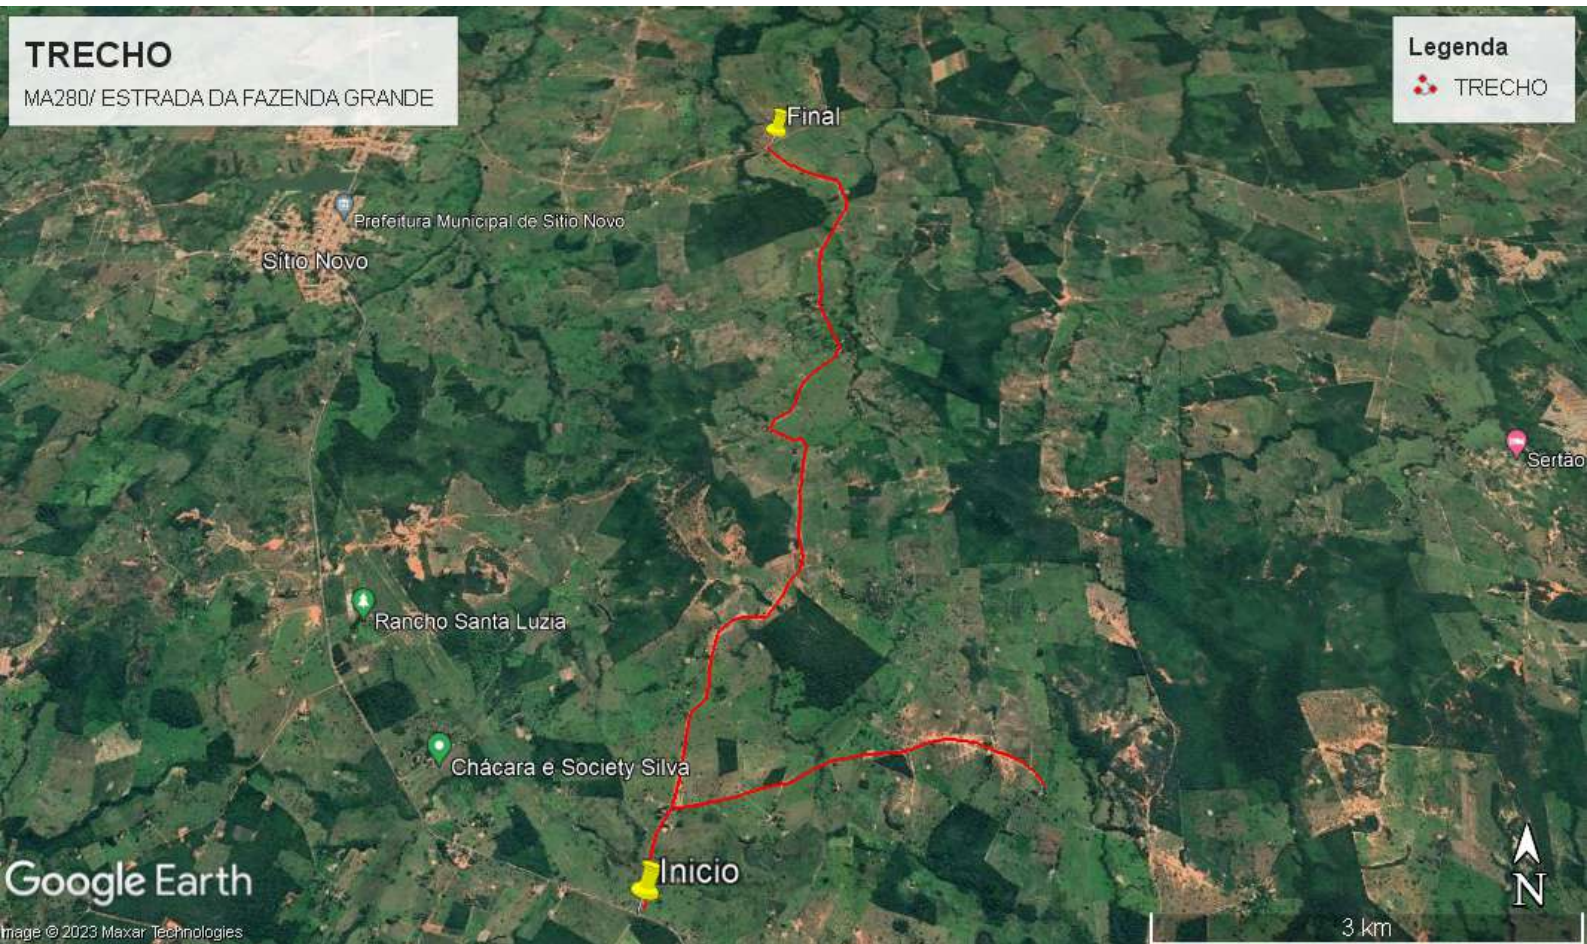 TRECHO
MA280/ ESTRADA DA FAZENDA GRANDE
Legenda
TRECHO
Final
Prefeitura Municipal de Sítio Novo
Sítio Novo
Sertão
Rancho Santa Luzia
Chácara e Society Silva
Inicio
Google Earth
mage © 2023 Maxar Technologies
N
3 km